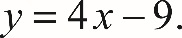 y = 4x − 9.